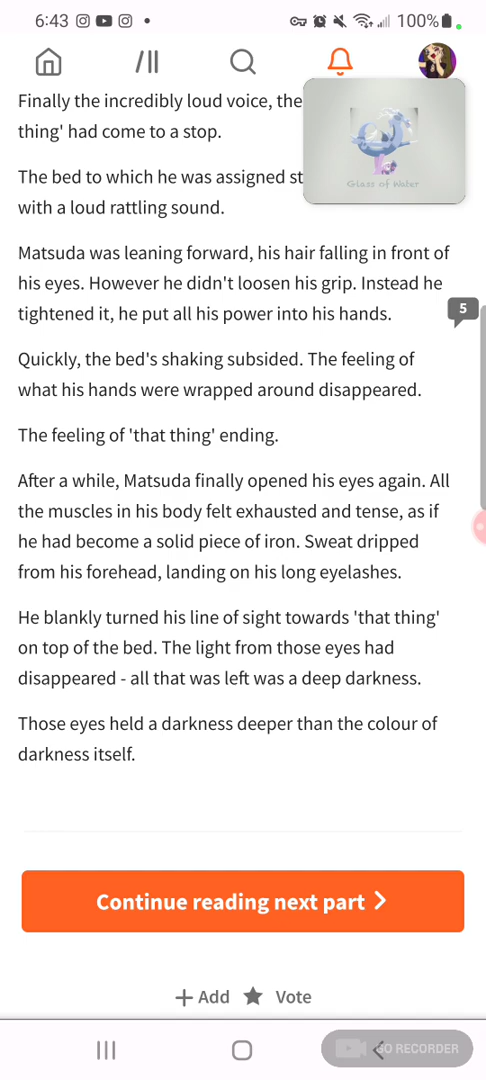 6:43
100%
Finally the incredibly loud voice, the
thing' had come to a stop.
Glass of Water
The bed to which he was assigned st
with a loud rattling sound.
Matsuda was leaning forward, his hair falling in front of
his eyes. However he didn't loosen his grip. Instead he
tightened it, he put all his power into his hands.
5
Quickly, the bed's shaking subsided. The feeling of
what his hands were wrapped around disappeared.
The feeling of 'that thing' ending.
After a while, Matsuda finally opened his eyes again. All
the muscles in his body felt exhausted and tense, as if
he had become a solid piece of iron. Sweat dripped
from his forehead, landing on his long eyelashes.
He blankly turned his line of sight towards 'that thing'
on top of the bed. The light from those eyes had
disappeared - all that was left was a deep darkness.
Those eyes held a darkness deeper than the colour of
darkness itself.
Continue reading next part
Add Vote
GO RECORDER